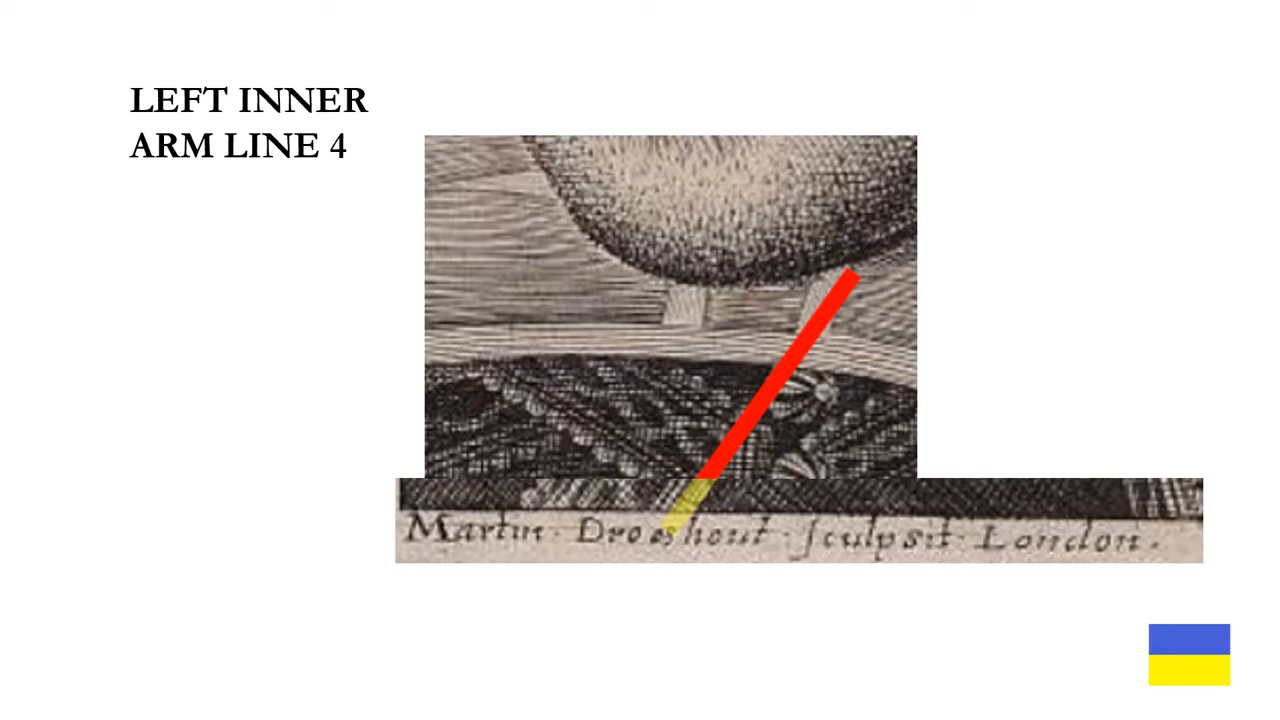 LEFT INNER
ARM LINE 4
Martin · Droeshout · sculpsit · London .